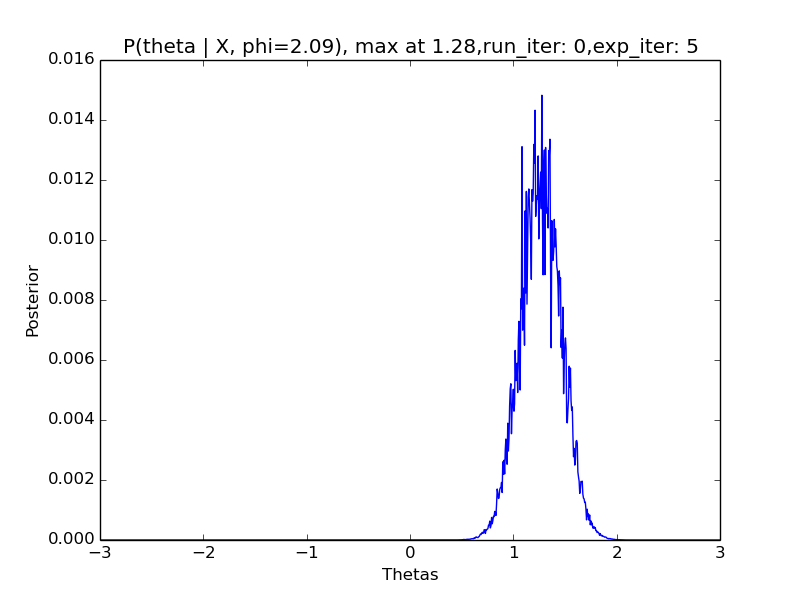 P(theta | X, phi=2.09), max at 1.28,run_iter: 0,exp_iter: 5
0.016
0.014
0.012
0.010
0.008
0.006
0.004
0.002
0.000
Posterior
−3 −2 −1 0 1 2 3
Thetas